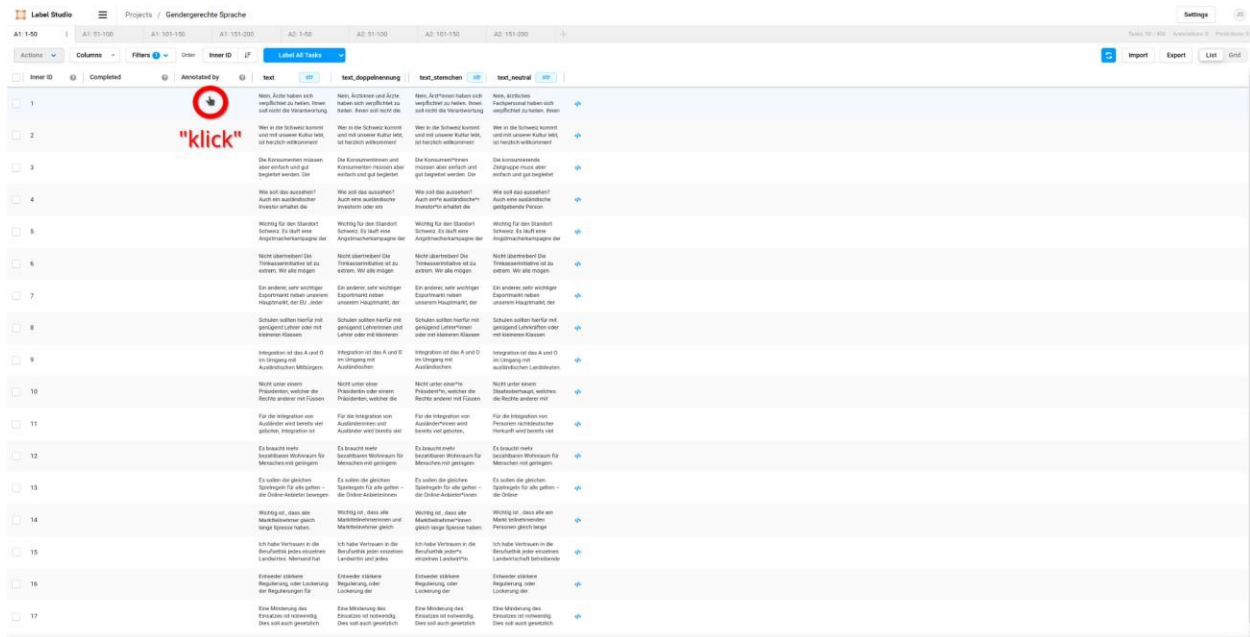 Label Studio
Projects / Gendergerechte Sprache
Settings
JS
A1: 1-50
A1: 51-100
A1: 101-150
A1: 151-200
A2: 1-50
A2: 51-100
A2: 101-150
A2: 151-200
Actions
Columns
Filters
Order
Inner ID
Label All Tasks
Import
Export
List
Grid
Inner ID
Completed
Annotated by
text str
text_doppelnennung
text_sternchen str
text_neutral str
"klick"
1
Nein, Ärzte haben sich
verpflichtet zu heilen. Ihnen
soll nicht die Verantwortung
Nein, Ärztinnen und Ärzte
haben sich verpflichtet zu
heilen. Ihnen soll nicht die
Nein, Ärzt*innen haben sich
verpflichtet zu heilen. Ihnen
soll nicht die Verantwortung
Nein, ärztliches
Fachpersonal haben sich
verpflichtet zu heilen. Ihnen
2
Wer in die Schweiz kommt
und mit unserer Kultur lebt,
ist herzlich willkommen!
Wer in die Schweiz kommt
und mit unserer Kultur lebt,
ist herzlich willkommen!
Wer in die Schweiz kommt
und mit unserer Kultur lebt,
ist herzlich willkommen!
Wer in die Schweiz kommt
und mit unserer Kultur lebt,
ist herzlich willkommen!
3
Die Konsumenten müssen
aber einfach und gut
begleitet werden. Die
Die Konsumentinnen und
Konsumenten müssen aber
einfach und gut begleitet
Die Konsument*innen
müssen aber einfach und
gut begleitet werden. Die
Die konsumierende
Zielgruppe muss aber
einfach und gut begleitet
4
Wie soll das aussehen?
Auch ein ausländischer
Investor erhaltet die
Wie soll das aussehen?
Auch eine ausländische
Investorin oder ein
Wie soll das aussehen?
Auch ein*e ausländische*r
Investor*in erhaltet die
Wie soll das aussehen?
Auch eine ausländische
geldgebende Person
5
Wichtig für den Standort
Schweiz. Es läuft eine
Angstmacherkampagne der
Wichtig für den Standort
Schweiz. Es läuft eine
Angstmacherkampagne der
Wichtig für den Standort
Schweiz. Es läuft eine
Angstmacherkampagne der
Wichtig für den Standort
Schweiz. Es läuft eine
Angstmacherkampagne der
6
Nicht übertreiben! Die
Trinkasserinitiative ist zu
extrem. Wir alle mögen
Nicht übertreiben! Die
Trinkasserinitiative ist zu
extrem. Wir alle mögen
Nicht übertreiben! Die
Trinkasserinitiative ist zu
extrem. Wir alle mögen
Nicht übertreiben! Die
Trinkasserinitiative ist zu
extrem. Wir alle mögen
7
Ein anderer, sehr wichtiger
Exportmarkt neben unserem
Hauptmarkt, der EU. Jeder
Ein anderer, sehr wichtiger
Exportmarkt neben
unserem Hauptmarkt, der
Ein anderer, sehr wichtiger
Exportmarkt neben
unserem Hauptmarkt, der
Ein anderer, sehr wichtiger
Exportmarkt neben
unserem Hauptmarkt, der
8
Schulen sollten hierfür mit
genügend Lehrer oder mit
kleineren Klassen
Schulen sollten hierfür mit
genügend Lehrerinnen und
Lehrer oder mit kleineren
Schulen sollten hierfür mit
genügend Lehrer*innen
oder mit kleineren Klassen
Schulen sollten hierfür mit
genügend Lehrkräften oder
mit kleineren Klassen
9
Integration ist das A und O
im Umgang mit
Ausländischen Mitbürgern.
Integration ist das A und O
im Umgang mit
Ausländischen
Integration ist das A und O
im Umgang mit
Ausländischen
Integration ist das A und O
im Umgang mit
ausländischen Landsleuten.
10
Nicht unter einem
Präsidenten, welcher die
Rechte anderer mit Füssen
Nicht unter einer
Präsidentin oder einem
Präsidenten, welcher die
Nicht unter eine*m
Präsident*in, welcher die
Rechte anderer mit Füssen
Nicht unter einem
Staatsoberhaupt, welches
die Rechte anderer mit
11
Für die Integration von
Ausländer wird bereits viel
geboten, Integration ist
Für die Integration von
Ausländerinnen und
Ausländer wird bereits viel
Für die Integration von
Ausländer*innen wird
bereits viel geboten,
Für die Integration von
Personen nichtdeutscher
Herkunft wird bereits viel
12
Es braucht mehr
bezahlbaren Wohnraum für
Menschen mit geringem
Es braucht mehr
bezahlbaren Wohnraum für
Menschen mit geringem
Es braucht mehr
bezahlbaren Wohnraum für
Menschen mit geringem
Es braucht mehr
bezahlbaren Wohnraum für
Menschen mit geringem
13
Es sollen die gleichen
Spielregeln für alle gelten –
die Online-Anbieter bewegen
Es sollen die gleichen
Spielregeln für alle gelten –
die Online-Anbieterinnen
Es sollen die gleichen
Spielregeln für alle gelten –
die Online-Anbieter*innen
Es sollen die gleichen
Spielregeln für alle gelten –
die Online-
14
Wichtig ist , dass alle
Marktteilnehmer gleich
lange Spiesse haben.
Wichtig ist , dass alle
Marktteilnehmerinnen und
Marktteilnehmer gleich
Wichtig ist , dass alle
Marktteilnehmer*innen
gleich lange Spiesse haben.
Wichtig ist , dass alle am
Markt teilnehmenden
Personen gleich lange
15
Ich habe Vertrauen in die
Berufsethik jedes einzelnen
Landwirtes. Niemand hat
Ich habe Vertrauen in die
Berufsethik jeder einzelnen
Landwirtin und jedes
Ich habe Vertrauen in die
Berufsethik jeder*s
einzelnen Landwirt*in
Ich habe Vertrauen in die
Berufsethik jeder einzelnen
Landwirtschaft betreibende
16
Entweder stärkere
Regulierung, oder Lockerung
der Regulierungen für
Entweder stärkere
Regulierung, oder
Lockerung der
Entweder stärkere
Regulierung, oder
Lockerung der
Entweder stärkere
Regulierung, oder
Lockerung der
17
Eine Minderung des
Einsatzes ist notwendig.
Dies soll auch gesetzlich
Eine Minderung des
Einsatzes ist notwendig.
Dies soll auch gesetzlich
Eine Minderung des
Einsatzes ist notwendig.
Dies soll auch gesetzlich
Eine Minderung des
Einsatzes ist notwendig.
Dies soll auch gesetzlich